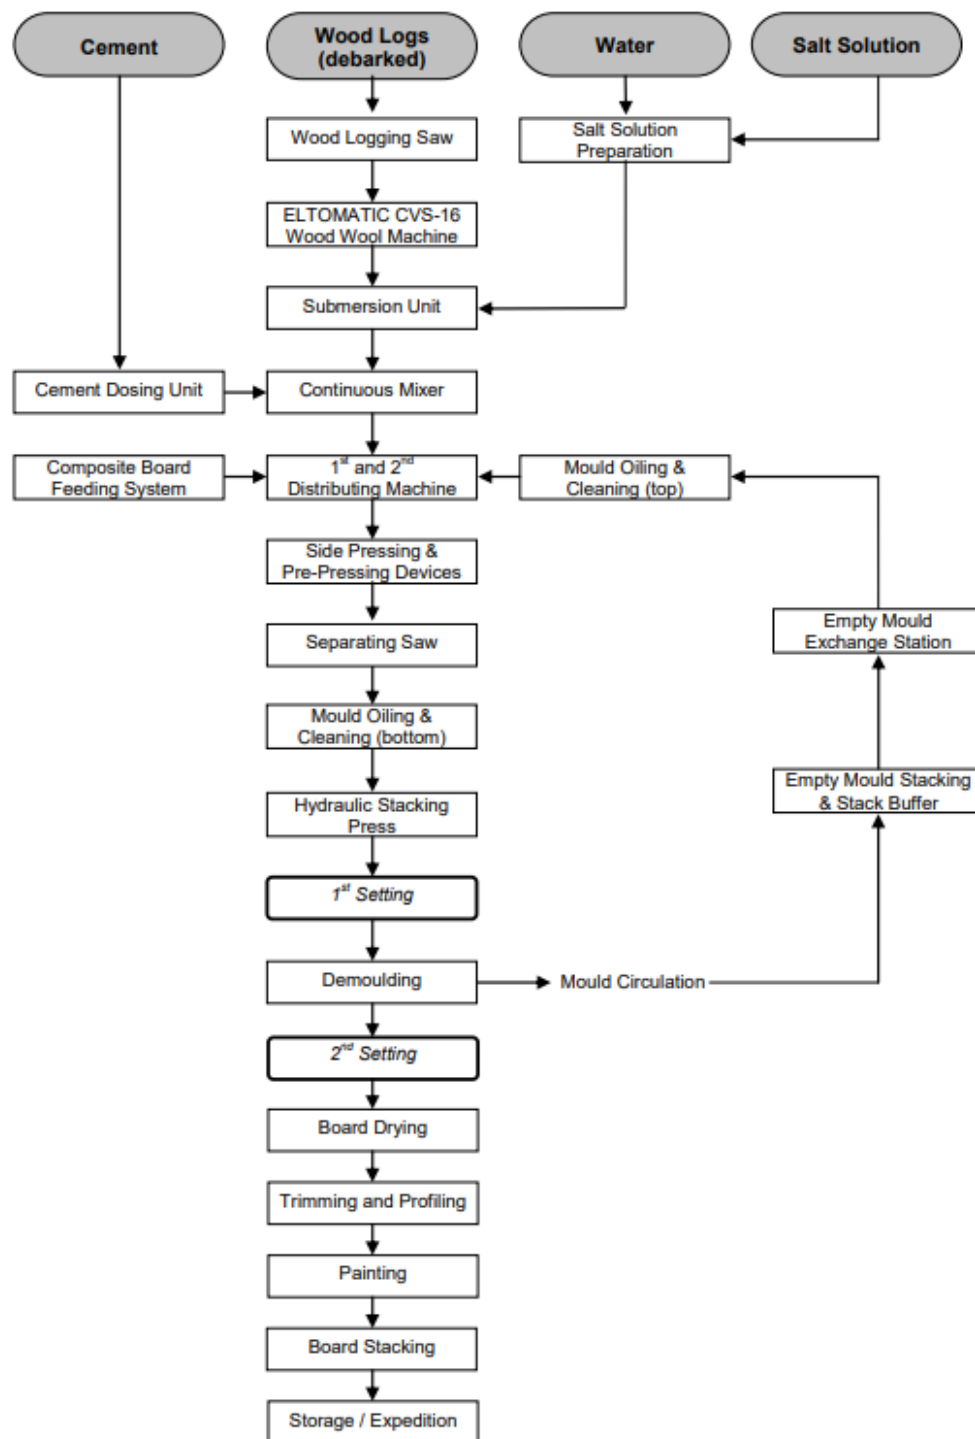 Cement
Wood Logs
(debarked)
Water
Salt Solution
Wood Logging Saw
Salt Solution
Preparation
ELTOMATIC CVS-16
Wood Wool Machine
Submersion Unit
Cement Dosing Unit
Continuous Mixer
Composite Board
Feeding System
1st and 2nd
Distributing Machine
Mould Oiling &
Cleaning (top)
Side Pressing &
Pre-Pressing Devices
Empty Mould
Exchange Station
Separating Saw
Mould Oiling &
Cleaning (bottom)
Empty Mould Stacking
& Stack Buffer
Hydraulic Stacking
Press
1st Setting
Demoulding
Mould Circulation
2nd Setting
Board Drying
Trimming and Profiling
Painting
Board Stacking
Storage / Expedition